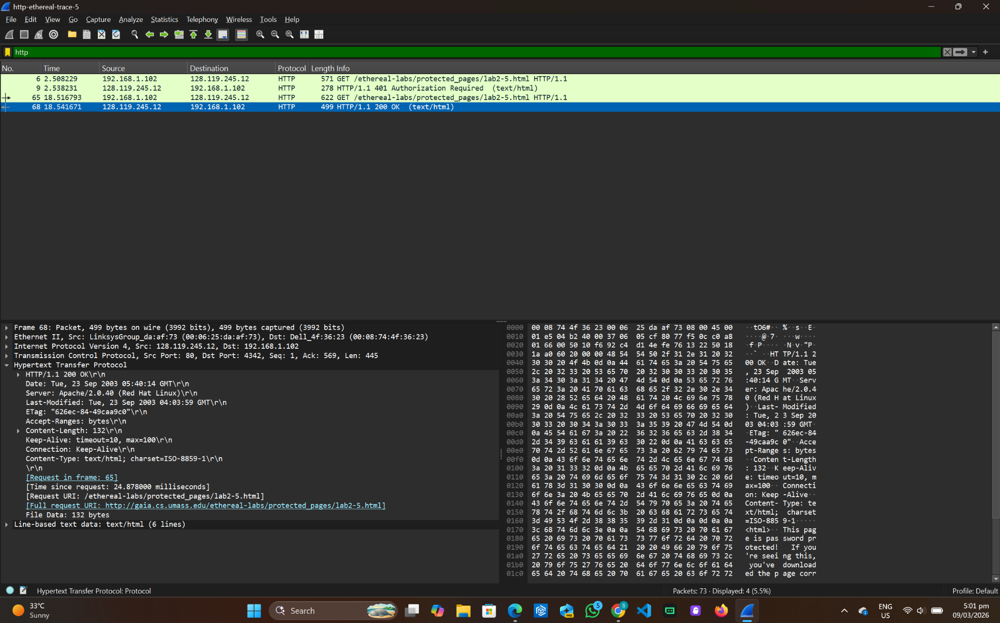 http-ethereal-trace-5
File Edit View Go Capture Analyze Statistics Telephony Wireless Tools Help
http
No. Time Source Destination Protocol Length Info
6 2.508229 192.168.1.102 128.119.245.12 HTTP 571 GET /ethereal-labs/protected_pages/lab2-5.html HTTP/1.1
9 2.538231 128.119.245.12 192.168.1.102 HTTP 278 HTTP/1.1 401 Authorization Required (text/html)
65 18.516793 192.168.1.102 128.119.245.12 HTTP 622 GET /ethereal-labs/protected_pages/lab2-5.html HTTP/1.1
68 18.541671 128.119.245.12 192.168.1.102 HTTP 499 HTTP/1.1 200 OK (text/html)
Frame 68: Packet, 499 bytes on wire (3992 bits), 499 bytes captured (3992 bits)
Ethernet II, Src: LinksysGroup_da:af:73 (00:06:25:da:af:73), Dst: Dell_4f:36:23 (00:08:74:4f:36:23)
Internet Protocol Version 4, Src: 128.119.245.12, Dst: 192.168.1.102
Transmission Control Protocol, Src Port: 80, Dst Port: 4342, Seq: 1, Ack: 569, Len: 445
Hypertext Transfer Protocol
HTTP/1.1 200 OK\r\n
Date: Tue, 23 Sep 2003 05:40:14 GMT\r\n
Server: Apache/2.0.40 (Red Hat Linux)\r\n
Last-Modified: Tue, 23 Sep 2003 04:03:59 GMT\r\n
ETag: "626ec-84-49caa9c0"\r\n
Accept-Ranges: bytes\r\n
Content-Length: 132\r\n
Keep-Alive: timeout=10, max=100\r\n
Connection: Keep-Alive\r\n
Content-Type: text/html; charset=ISO-8859-1\r\n
\r\n
[Request in frame: 65]
[Time since request: 24.878000 milliseconds]
[Request URI: /ethereal-labs/protected_pages/lab2-5.html]
[Full request URI: http://gaia.cs.umass.edu/ethereal-labs/protected_pages/lab2-5.html]
File Data: 132 bytes
Line-based text data: text/html (6 lines)
0000 00 08 74 4f 36 23 00 06 25 da af 73 08 00 45 00 ··tO6#·· %··s··E·
0010 01 e5 04 b2 40 00 37 06 05 cf 80 77 f5 0c c0 a8 ····@·7· ···w····
0020 01 66 00 50 10 f6 92 c4 d1 4e fe 76 13 22 50 18 ·f·P···· ·N·v·"P·
0030 1a a0 60 20 00 00 48 54 54 50 2f 31 2e 31 20 32 ··` ··HT TP/1.1 2
0040 30 30 20 4f 4b 0d 0a 44 61 74 65 3a 20 54 75 65 00 OK··D ate: Tue
0050 2c 20 32 33 20 53 65 70 20 32 30 30 33 20 30 35 , 23 Sep  2003 05
0060 3a 34 30 3a 31 34 20 47 4d 54 0d 0a 53 65 72 76 :40:14 G MT··Serv
0070 65 72 3a 20 41 70 61 63 68 65 2f 32 2e 30 2e 34 er: Apac he/2.0.4
0080 30 20 28 52 65 64 20 48 61 74 20 4c 69 6e 75 78 0 (Red H at Linux
0090 29 0d 0a 4c 61 73 74 2d 4d 6f 64 69 66 69 65 64 )··Last- Modified
00a0 3a 20 54 75 65 2c 20 32 33 20 53 65 70 20 32 30 : Tue, 2 3 Sep 20
00b0 30 33 20 30 34 3a 30 33 3a 35 39 20 47 4d 54 0d 03 04:03 :59 GMT·
00c0 0a 45 54 61 67 3a 20 22 36 32 36 65 63 2d 38 34 ·ETag: " 626ec-84
00d0 2d 34 39 63 61 61 39 63 30 22 0d 0a 41 63 63 65 -49caa9c 0"··Acce
00e0 70 74 2d 52 61 6e 67 65 73 3a 20 62 79 74 65 73 pt-Range s: bytes
00f0 0d 0a 43 6f 6e 74 65 6e 74 2d 4c 65 6e 67 74 68 ··Conten t-Length
0100 3a 20 31 33 32 0d 0a 4b 65 65 70 2d 41 6c 69 76 : 132··K eep-Aliv
0110 65 3a 20 74 69 6d 65 6f 75 74 3d 31 30 2c 20 6d e: timeo ut=10, m
0120 61 78 3d 31 30 30 0d 0a 43 6f 6e 6e 65 63 74 69 ax=100·· Connecti
0130 6f 6e 3a 20 4b 65 65 70 2d 41 6c 69 76 65 0d 0a on: Keep -Alive··
0140 43 6f 6e 74 65 6e 74 2d 54 79 70 65 3a 20 74 65 Content- Type: te
0150 78 74 2f 68 74 6d 6c 3b 20 63 68 61 72 73 65 74 xt/html;  charset
0160 3d 49 53 4f 2d 38 38 35 39 2d 31 0d 0a 0d 0a 0a =ISO-885 9-1·····
0170 3c 68 74 6d 6c 3e 0a 0a 54 68 69 73 20 70 61 67 <html>·· This pag
0180 65 20 69 73 20 70 61 73 73 77 6f 72 64 20 70 72 e is pas sword pr
0190 6f 74 65 63 74 65 64 21 20 20 49 66 20 79 6f 75 otected!   If you
01a0 27 72 65 20 73 65 65 69 6e 67 20 74 68 69 73 2c 're seei ng this,
01b0 20 79 6f 75 27 76 65 20 64 6f 77 6e 6c 6f 61 64  you've  download
01c0 65 64 20 74 68 65 20 70 61 67 65 20 63 6f 72 72 ed the p age corr
Hypertext Transfer Protocol: Protocol
Packets: 73 · Displayed: 4 (5.5%)
Profile: Default
33°C
Sunny
Search
PRE
5
S
ENG
US
5:01 pm
09/03/2026